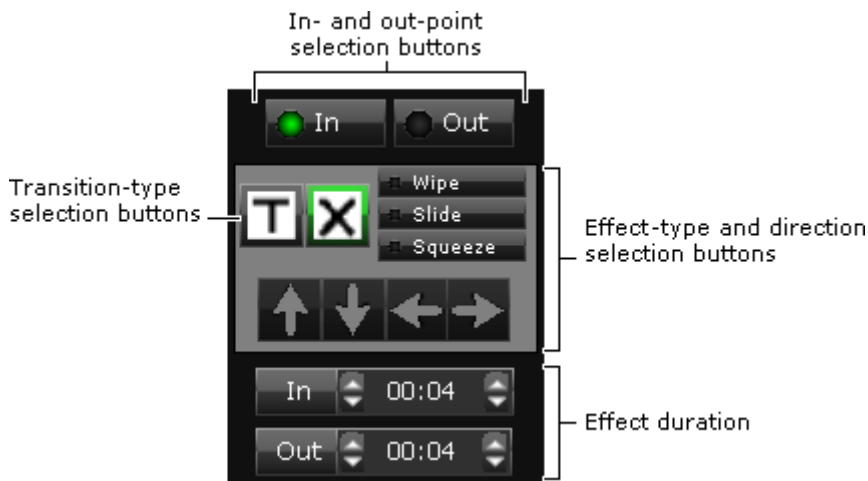 In- and out-point
selection buttons
In Out
Transition-type
selection buttons
T X
Wipe
Slide
Squeeze
Effect-type and direction
selection buttons
In 00:04
Out 00:04
Effect duration